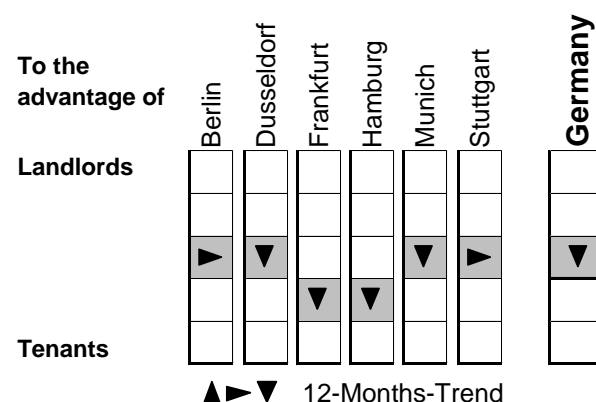 To the
advantage of
Berlin
Dusseldorf
Frankfurt
Hamburg
Munich
Stuttgart
Germany
Landlords
Tenants
12-Months-Trend